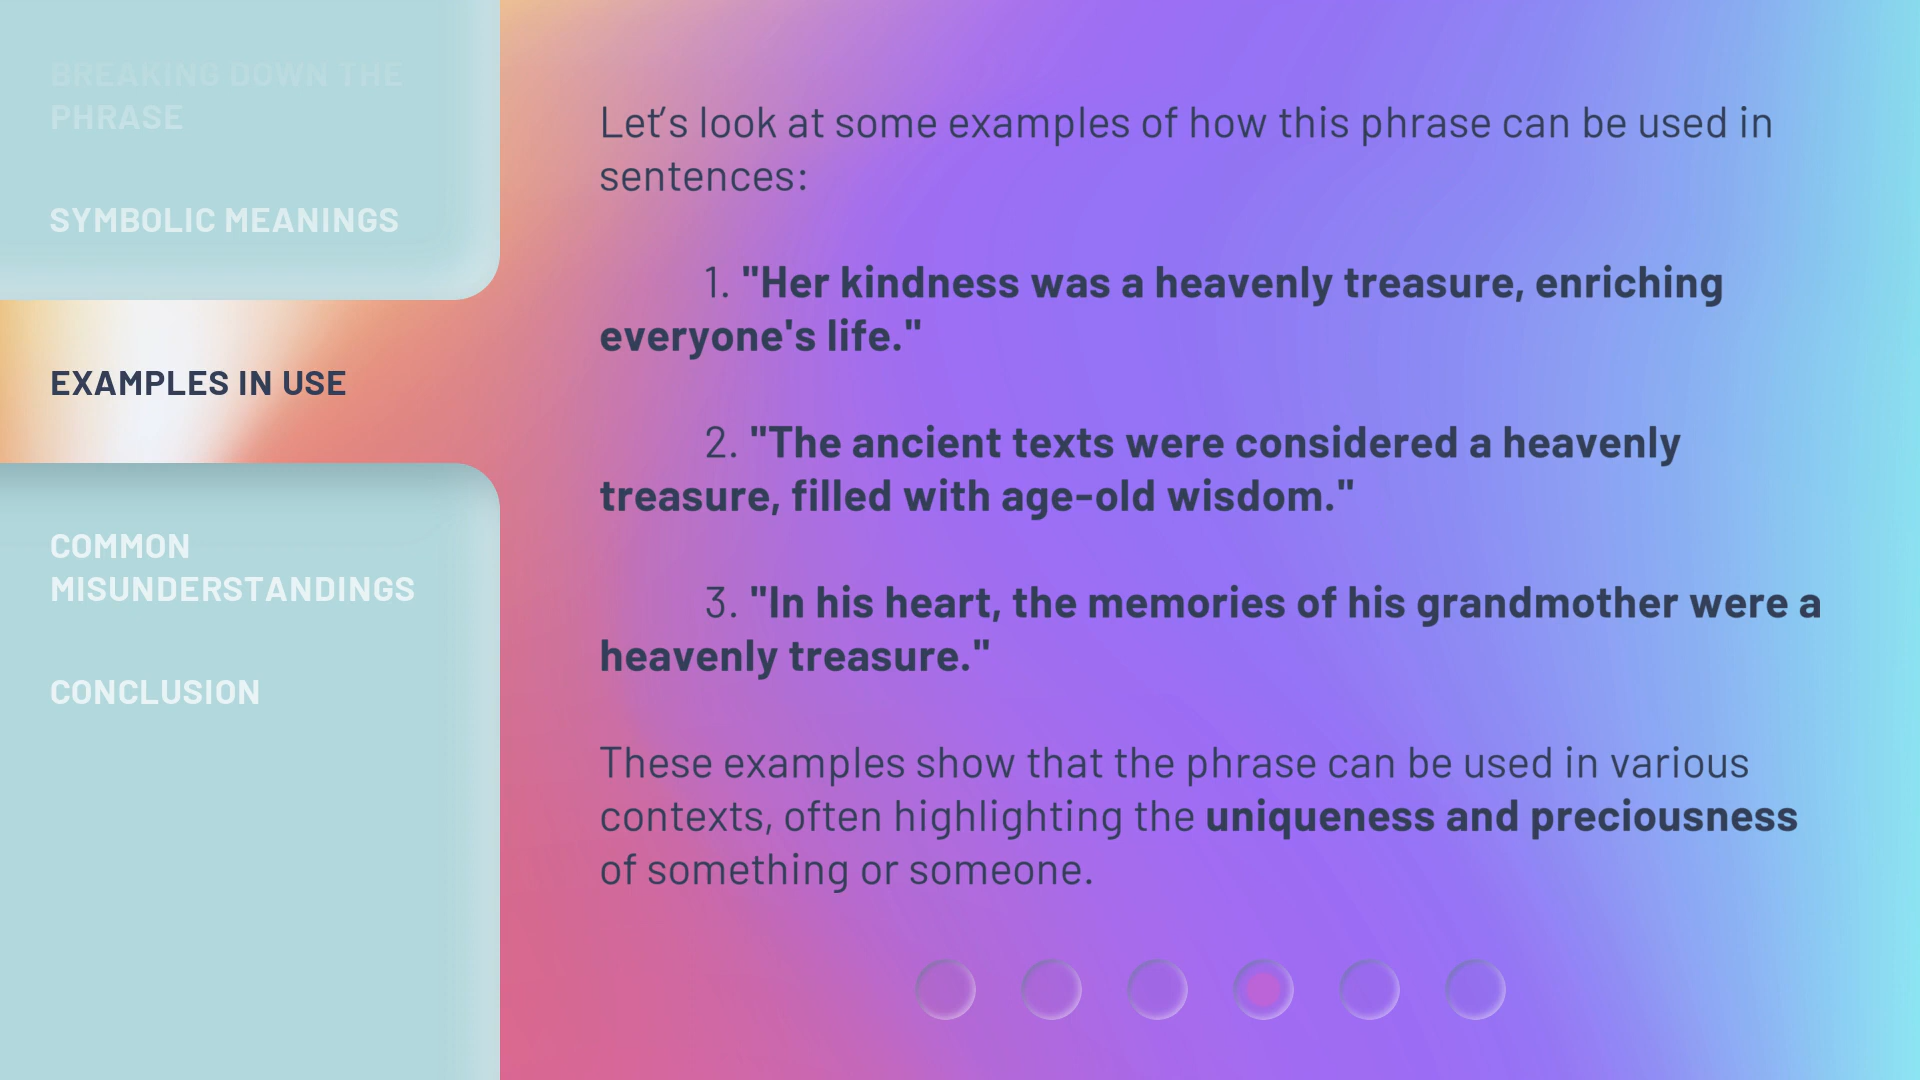 BREAKING DOWN THE
PHRASE
SYMBOLIC MEANINGS
EXAMPLES IN USE
COMMON
MISUNDERSTANDINGS
CONCLUSION
Let’s look at some examples of how this phrase can be used in
sentences:
1. "Her kindness was a heavenly treasure, enriching
everyone's life."
2. "The ancient texts were considered a heavenly
treasure, filled with age-old wisdom."
3. "In his heart, the memories of his grandmother were a
heavenly treasure."
These examples show that the phrase can be used in various
contexts, often highlighting the uniqueness and preciousness
of something or someone.